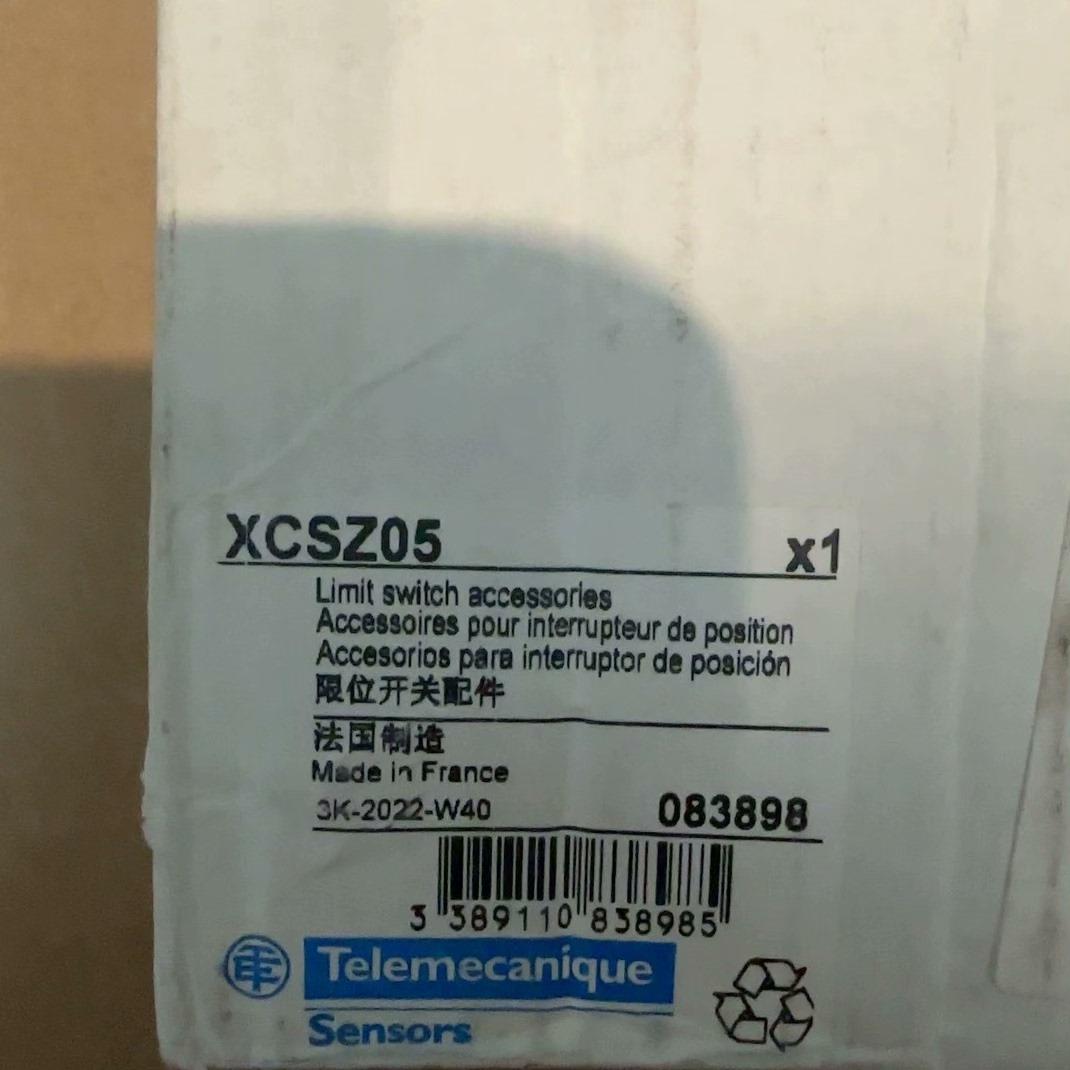 XCSZ05 x1
Limit switch accessories
Accessoires pour interrupteur de position
Accesorios para interruptor de posición
限位开关配件
法国制造
Made in France
3K-2022-W40 083898
3 389110 838985
Telemecanique
Sensors